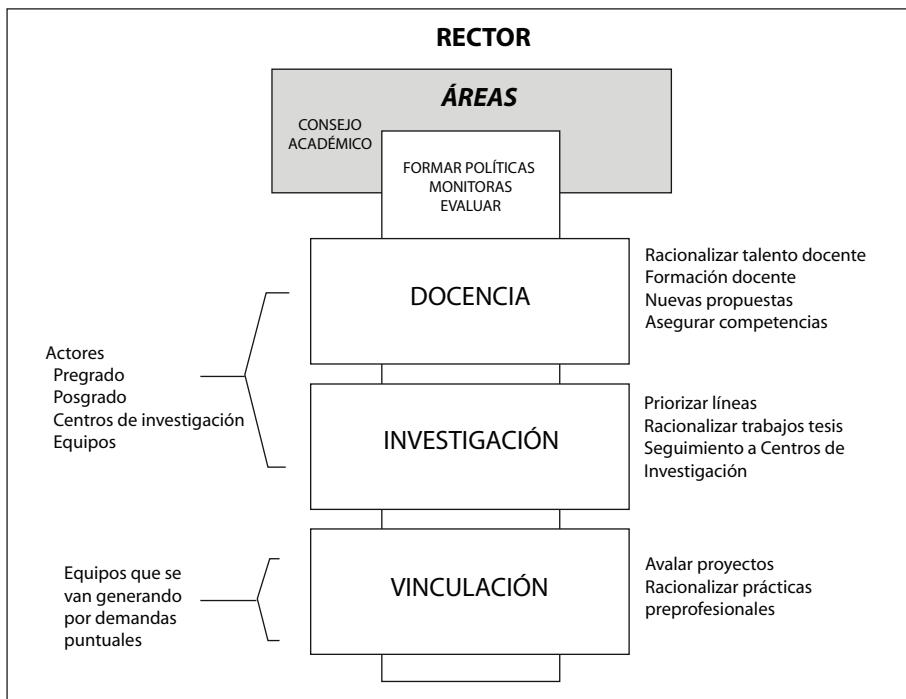 RECTOR
ÁREAS
CONSEJO
ACADÉMICO
FORMAR POLÍTICAS
MONITORAS
EVALUAR
DOCENCIA
Racionalizar talento docente
Formación docente
Nuevas propuestas
Asegurar competencias
Actores
Pregrado
Posgrado
Centros de investigación
Equipos
INVESTIGACIÓN
Priorizar líneas
Racionalizar trabajos tesis
Seguimiento a Centros de
Investigación
Equipos que se
van generando
por demandas
puntuales
VINCULACIÓN
Avalar proyectos
Racionalizar prácticas
preprofesionales